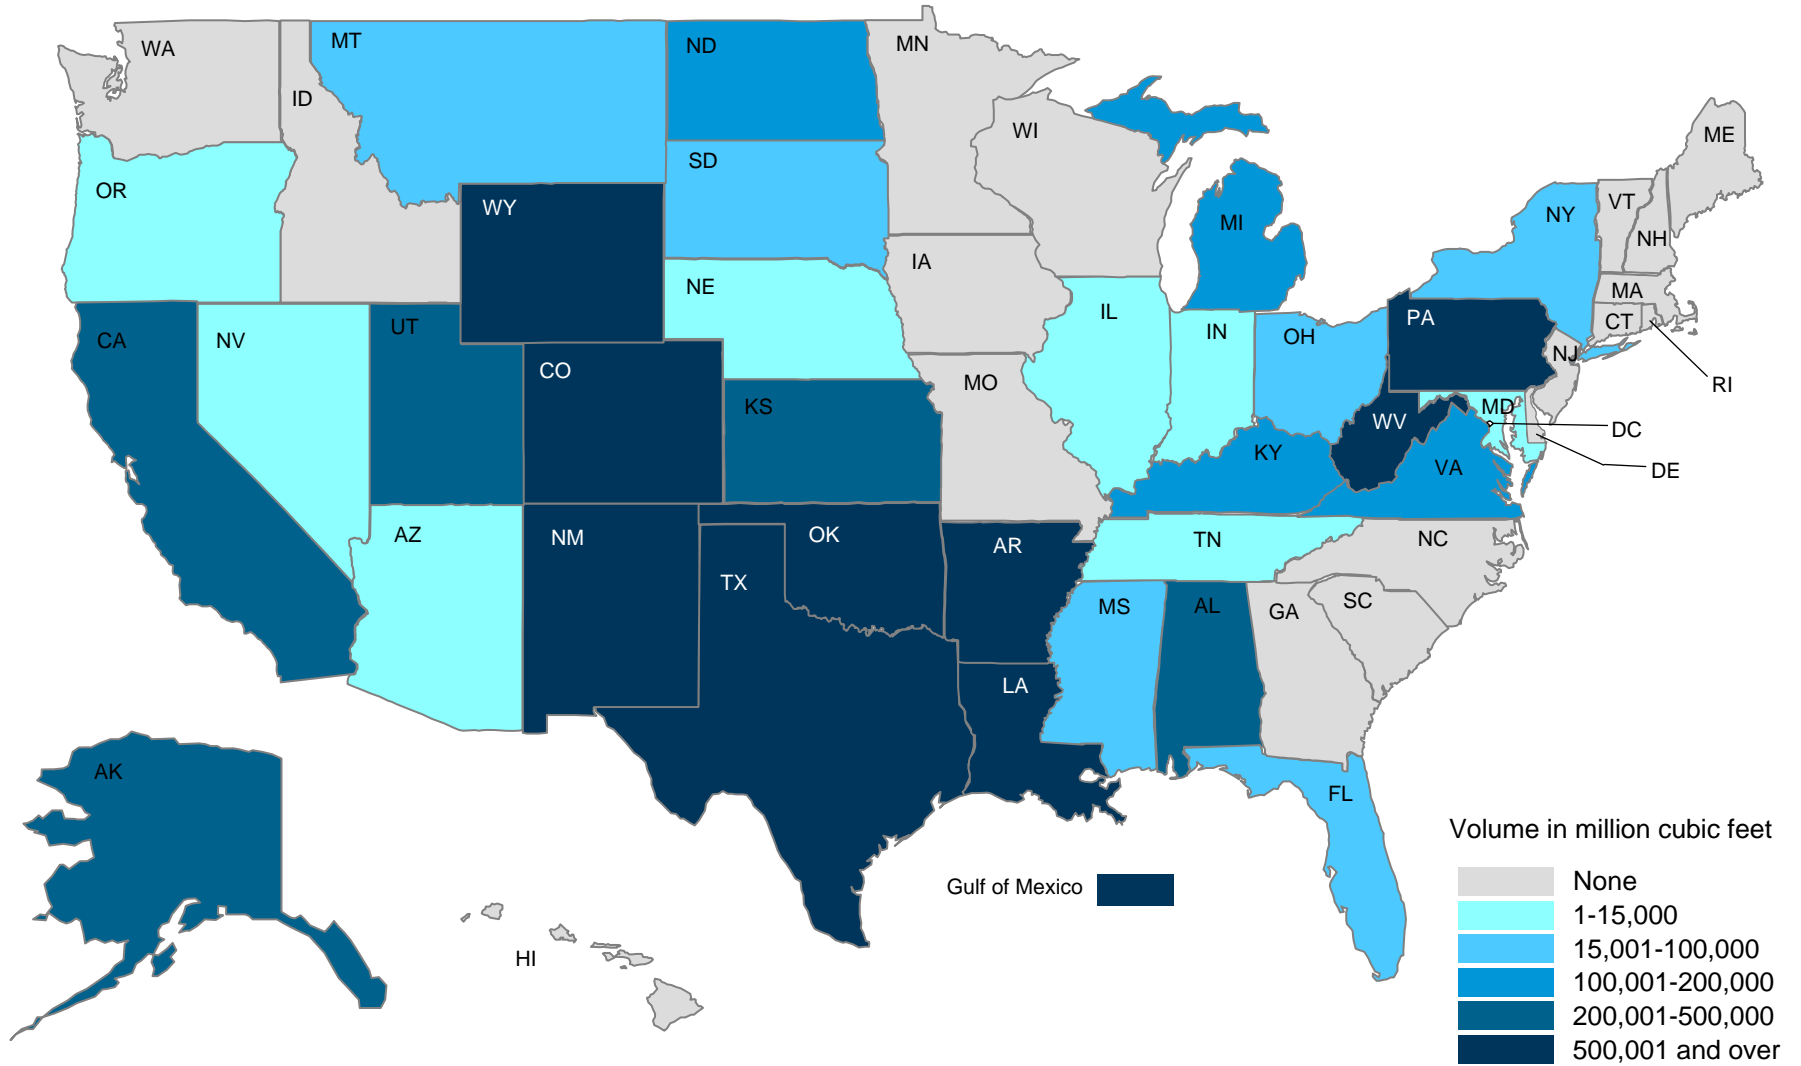 WA
MT
ND
MN
ID
WI
ME
OR
SD
WY
MI
NY
VT
NH
IA
NE
MA
CA
NV
UT
CO
IL
IN
OH
PA
CT
NJ
RI
MO
KS
MD
WV
DC
KY
VA
DE
AZ
NM
OK
AR
TN
NC
TX
MS
AL
GA
SC
LA
AK
FL
Gulf of Mexico
HI
Volume in million cubic feet
None
1-15,000
15,001-100,000
100,001-200,000
200,001-500,000
500,001 and over